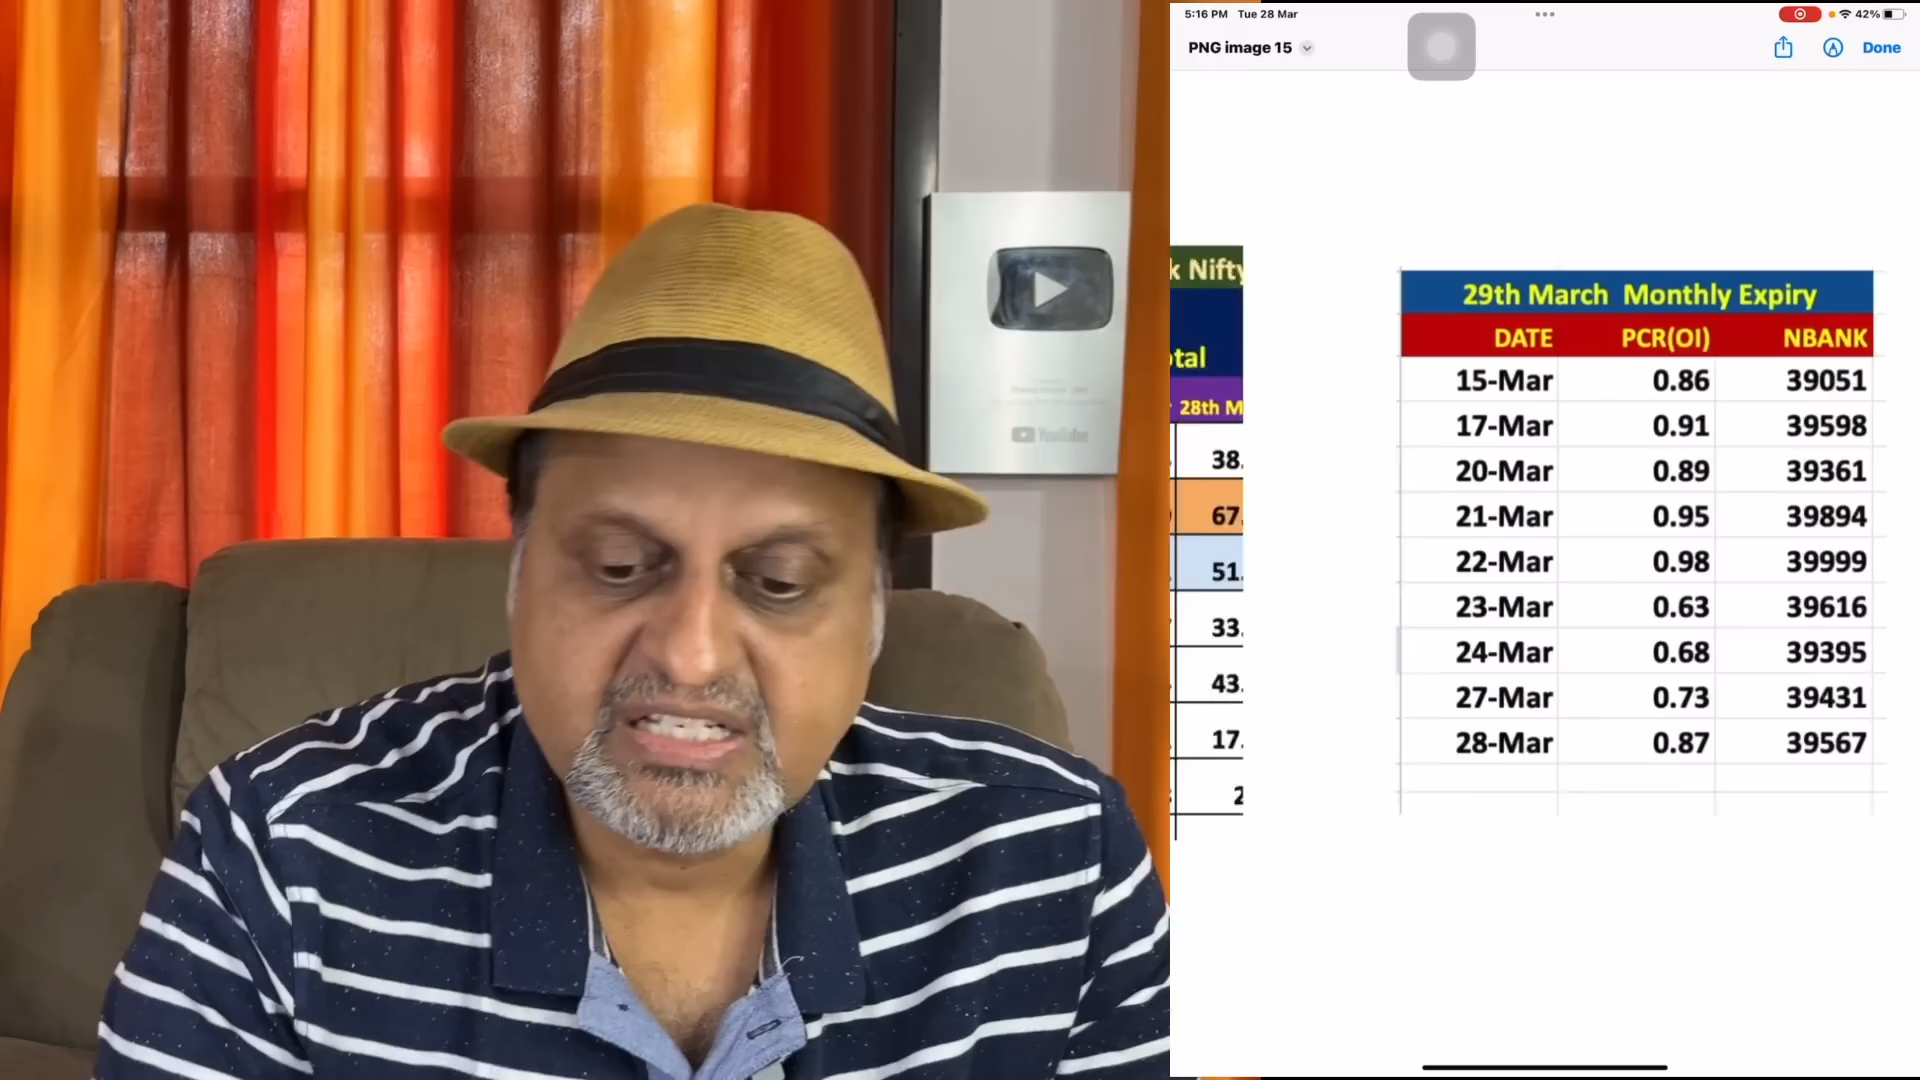 5:16 PM Tue 28 Mar
42%
PNG image 15
Done
k Nifty
otal
28th M
38.
67.
51.
33.
43.
17.
2
29th March Monthly Expiry
DATE PCR(OI) NBANK
15-Mar 0.86 39051
17-Mar 0.91 39598
20-Mar 0.89 39361
21-Mar 0.95 39894
22-Mar 0.98 39999
23-Mar 0.63 39616
24-Mar 0.68 39395
27-Mar 0.73 39431
28-Mar 0.87 39567
YouTube